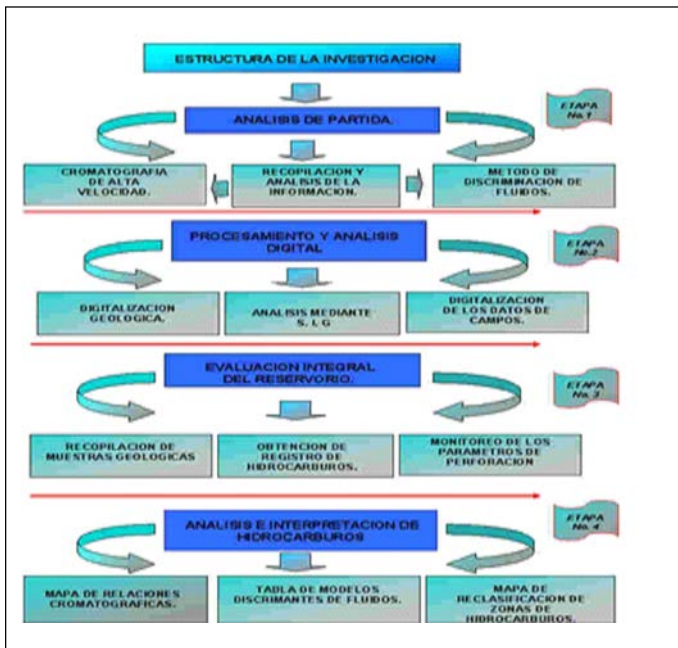 ESTRUCTURA DE LA INVESTIGACION
ETAPA
No.1
ANALISIS DE PARTIDA.
CROMATOGRAFIA
DE ALTA
VELOCIDAD.
RECOPILACION Y
ANALISIS DE LA
INFORMACION.
METODO DE
DISCRIMINACION DE
FLUIDOS.
PROCESAMIENTO Y ANALISIS
DIGITAL
ETAPA
No.2
DIGITALIZACION
GEOLOGICA.
ANALISIS MEDIANTE
S. I. G
DIGITALIZACION
DE LOS DATOS DE
CAMPOS.
EVALUACION INTEGRAL
DEL RESERVORIO.
ETAPA
No. 3
RECOPILACION DE
MUESTRAS GEOLOGICAS
OBTENCION DE
REGISTRO DE
HIDROCARBUROS.
MONITOREO DE LOS
PARAMETROS DE
PERFORACION
ANALISIS E INTERPRETACION DE
HIDROCARBUROS
ETAPA
No. 4
MAPA DE RELACIONES
CROMATOGRAFICAS.
TABLA DE MODELOS
DISCRIMANTES DE FLUIDOS.
MAPA DE
RECLASIFICACION DE
ZONAS DE
HIDROCARBUROS.